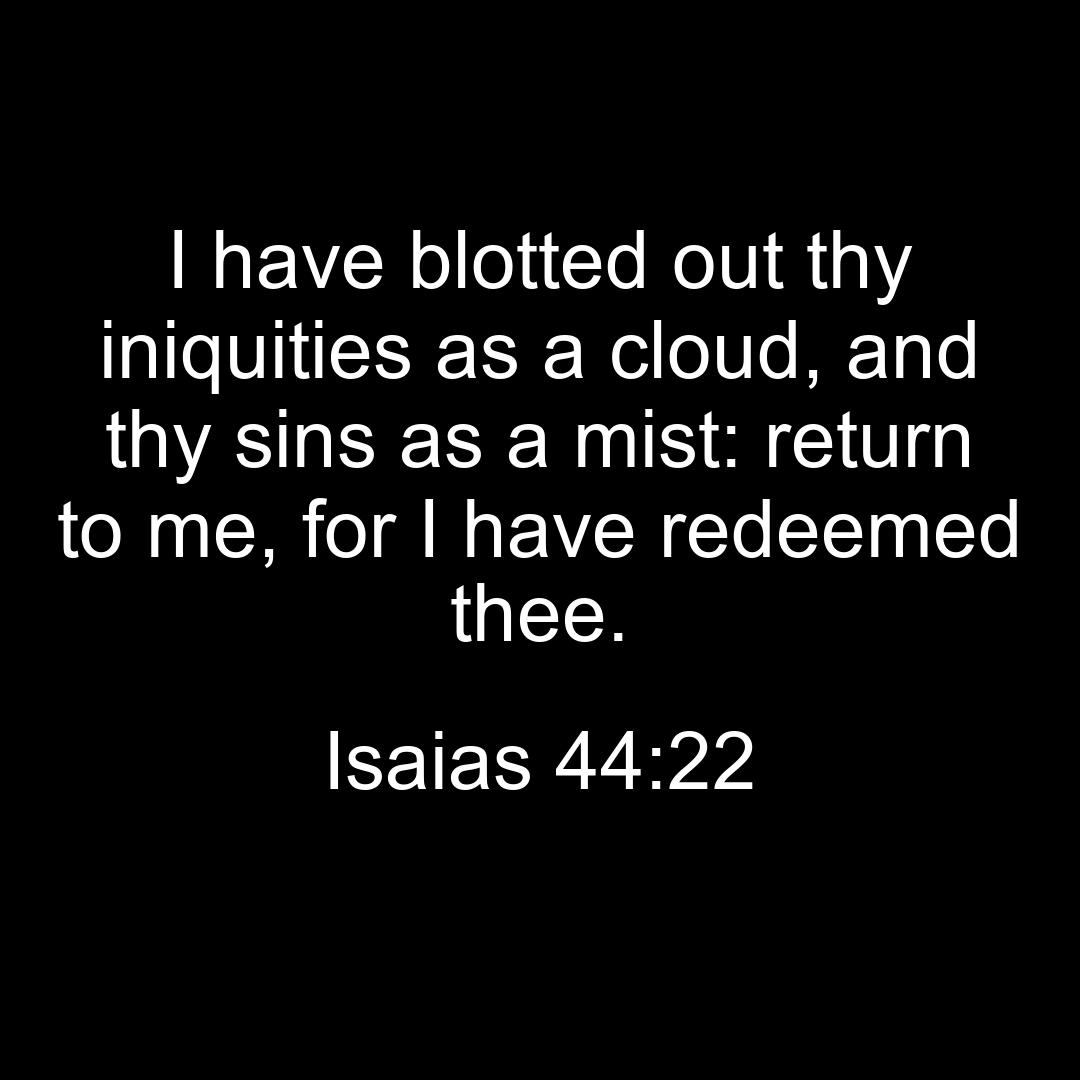 I have blotted out thy
iniquities as a cloud, and
thy sins as a mist: return
to me, for I have redeemed
thee.
Isaias 44:22